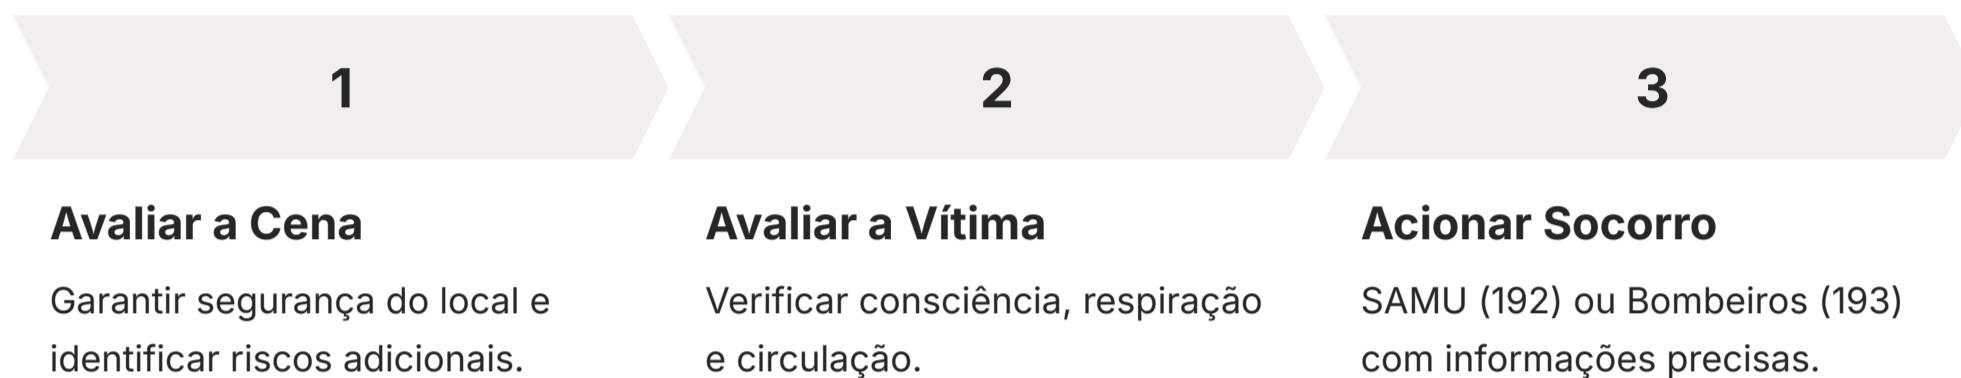 1
Avaliar a Cena
Garantir segurança do local e
identificar riscos adicionais.
2
Avaliar a Vítima
Verificar consciência, respiração
e circulação.
3
Acionar Socorro
SAMU (192) ou Bombeiros (193)
com informações precisas.